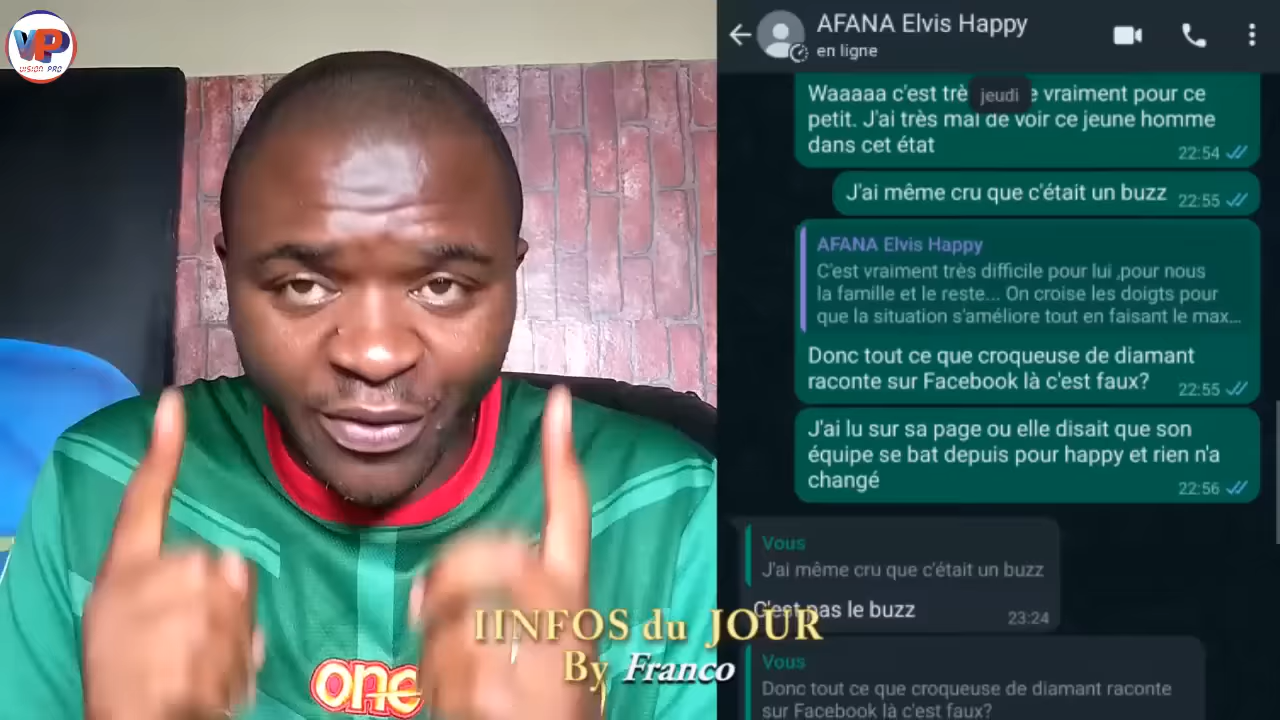 VP
VISION PRO
AFANA Elvis Happy
en ligne
Waaaaa c'est vraiment pour ce
jeudi
petit. J'ai très mal de voir ce jeune homme
dans cet état
22:54
J'ai même cru que c'était un buzz
22:55
AFANA Elvis Happy
C'est vraiment très difficile pour lui ,pour nous
la famille et le reste... On croise les doigts pour
que la situation s'améliore tout en faisant le max...
Donc tout ce que croqueuse de diamant
raconte sur Facebook là c'est faux?
22:55
J'ai lu sur sa page ou elle disait que son
équipe se bat depuis pour happy et rien n'a
changé
22:56
Vous
J'ai même cru que c'était un buzz
C'est pas le buzz
23:24
Vous
Donc tout ce que croqueuse de diamant raconte
sur Facebook là c'est faux?
IINFOS du JOUR
By Franco
one